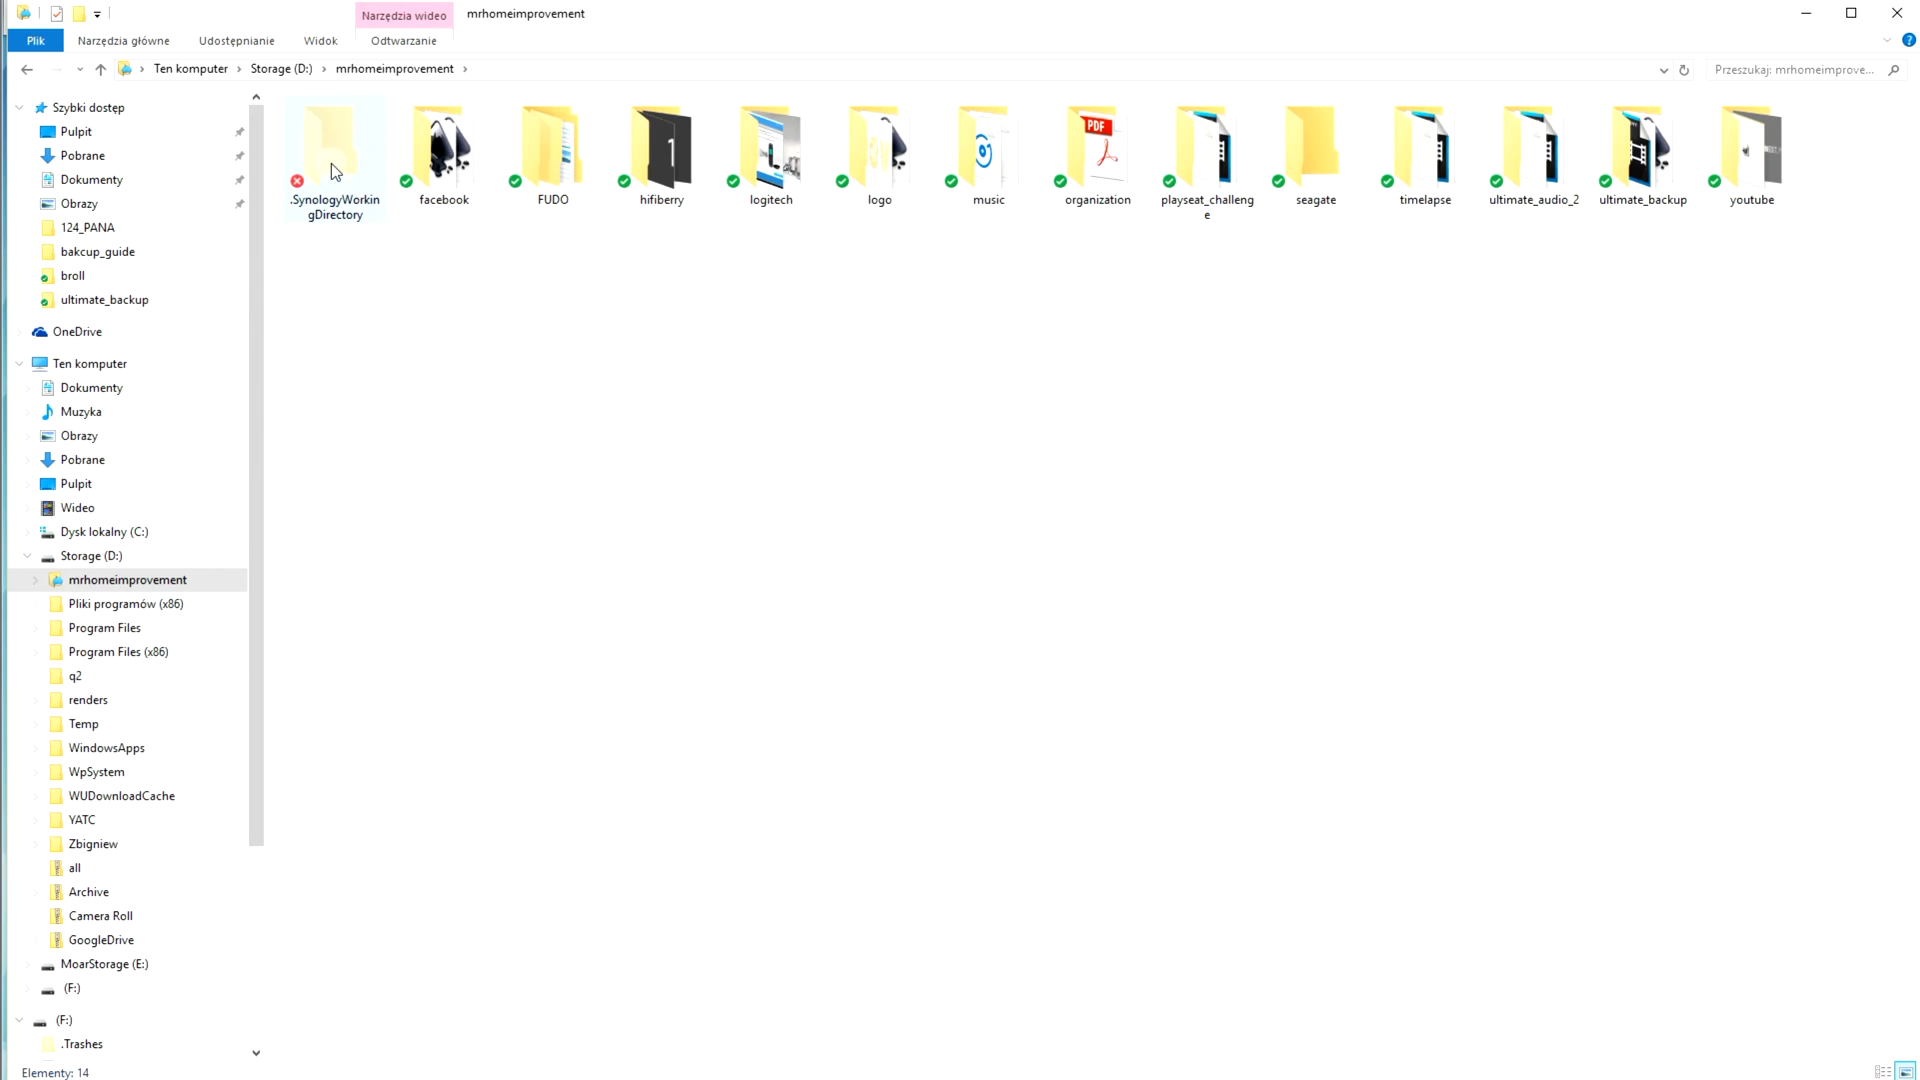 Narzędzia wideo
mrhomeimprovement
Plik
Narzędzia główne
Udostępnianie
Widok
Odtwarzanie
?
Ten komputer
Storage (D:)
mrhomeimprovement
Przeszukaj: mrhomeimprove...
Szybki dostęp
Pulpit
Pobrane
Dokumenty
Obrazy
124_PANA
bakcup_guide
broll
ultimate_backup
OneDrive
Ten komputer
Dokumenty
Muzyka
Obrazy
Pobrane
Pulpit
Wideo
Dysk lokalny (C:)
Storage (D:)
mrhomeimprovement
Pliki programów (x86)
Program Files
Program Files (x86)
q2
renders
Temp
WindowsApps
WpSystem
WUDownloadCache
YATC
Zbigniew
all
Archive
Camera Roll
GoogleDrive
MoarStorage (E:)
(F:)
(F:)
.Trashes
.SynologyWorkin
gDirectory
facebook
FUDO
1
hifiberry
logitech
logo
music
PDF
organization
playseat_challeng
e
seagate
timelapse
ultimate_audio_2
ultimate_backup
youtube
Elementy: 14